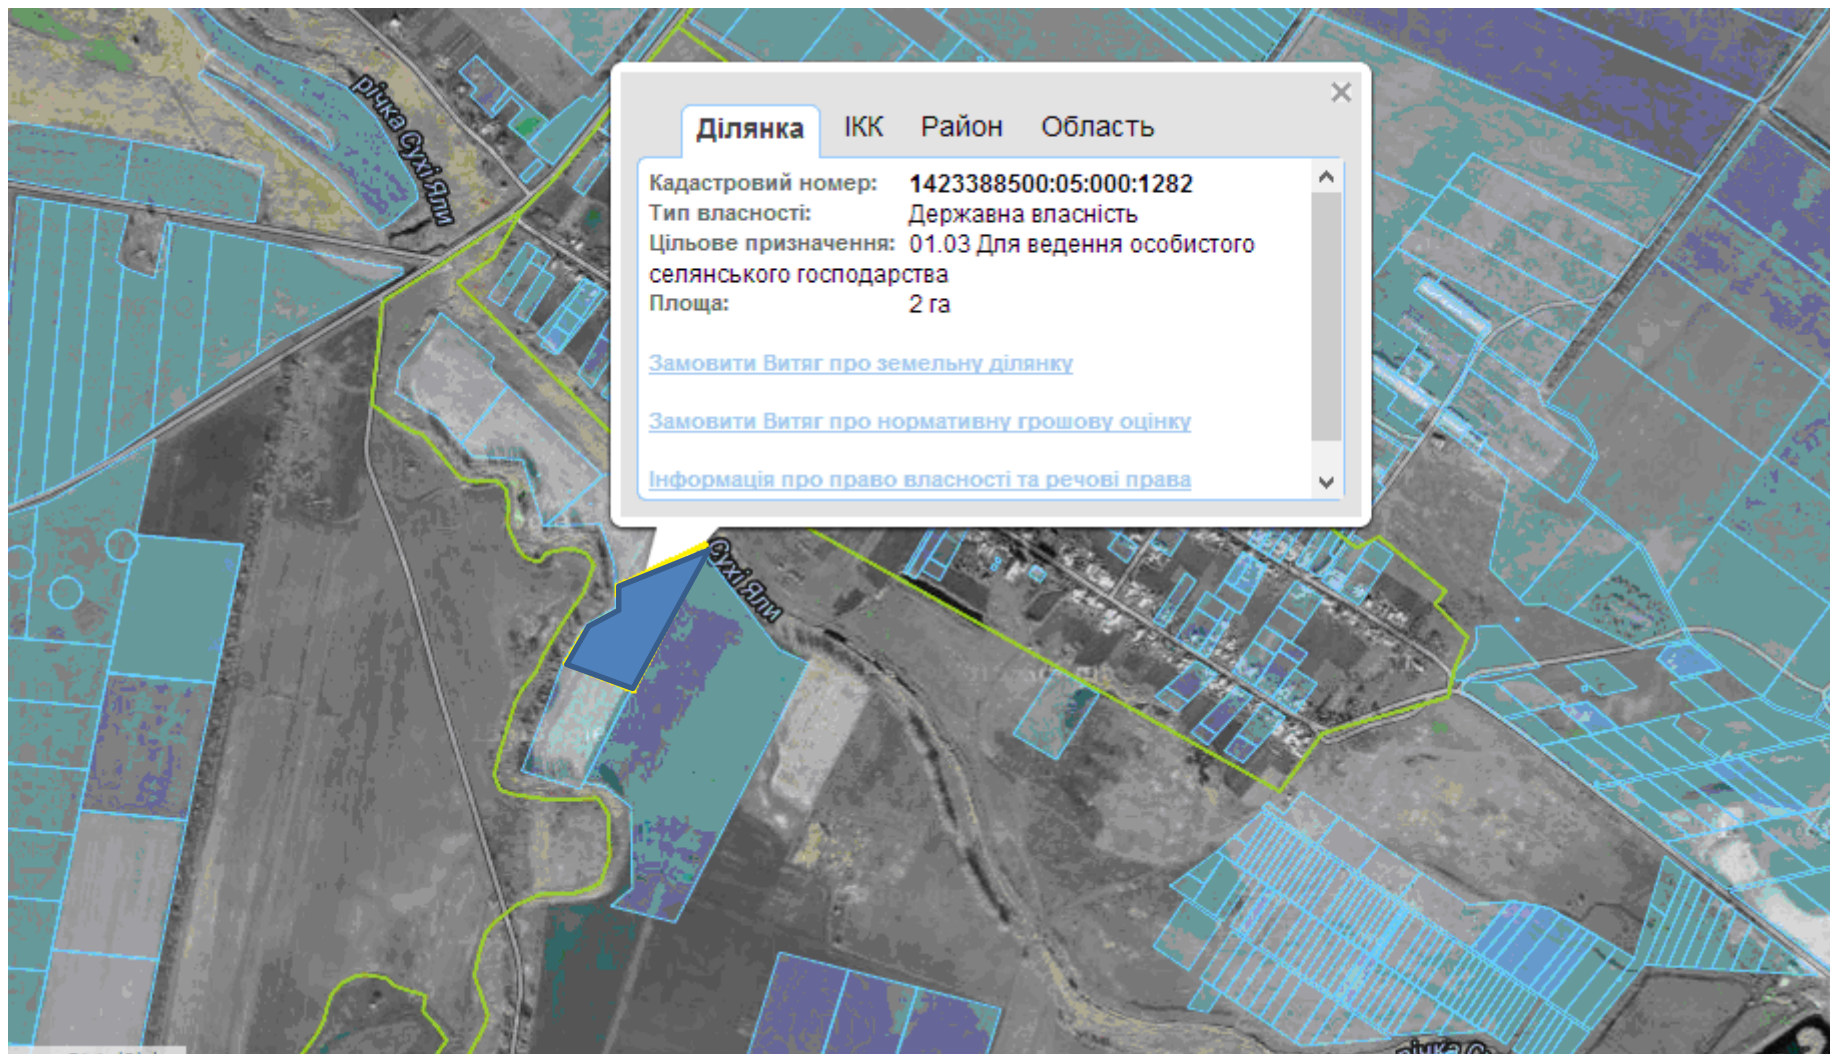 річка Сухі Яли
×
Ділянка ІКК Район Область
Кадастровий номер: 1423388500:05:000:1282
Тип власності: Державна власність
Цільове призначення: 01.03 Для ведення особистого
селянського господарства
Площа: 2 га
Замовити Витяг про земельну ділянку
Замовити Витяг про нормативну грошову оцінку
Інформація про право власності та речові права
Сухі Яли
річка